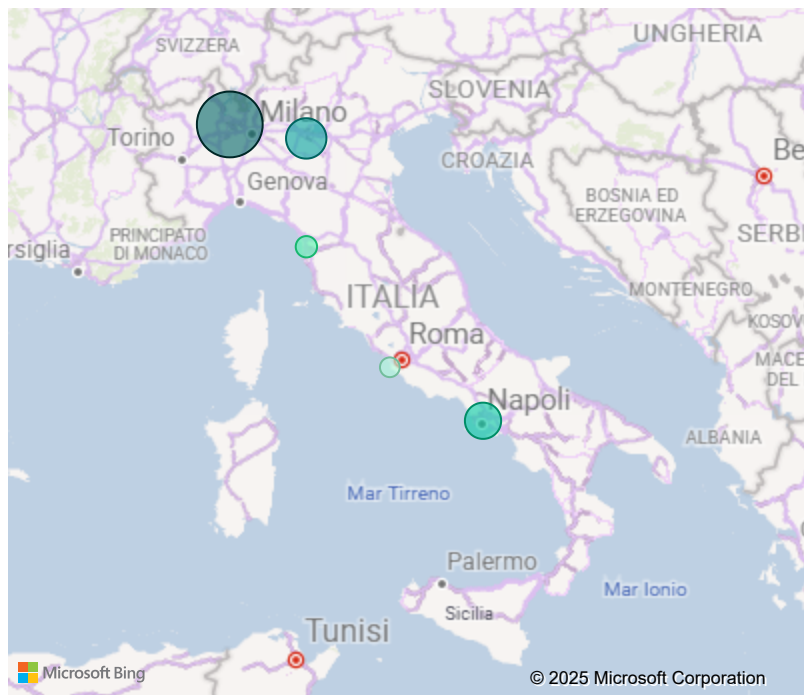 UNGHERIA
SVIZZERA
SLOVENIA
Milano
Torino
Be
CROAZIA
Genova
BOSNIA ED
ERZEGOVINA
PRINCIPATO
DI MONACO
rsiglia
SERBI
ITALIA
MONTENEGRO
KOSOV
Roma
MACE
DEL
Napoli
ALBANIA
Mar Tirreno
Palermo
Mar Ionio
Sicilia
Tunisi
Microsoft Bing
© 2025 Microsoft Corporation